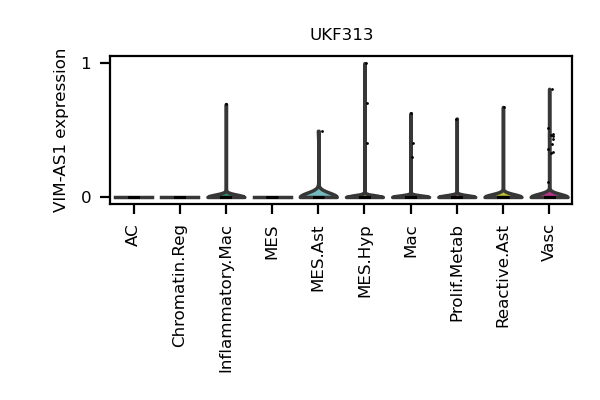 UKF313
VIM-AS1 expression
1
0
AC
Chromatin.Reg
Inflammatory.Mac
MES
MES.Ast
MES.Hyp
Mac
Prolif.Metab
Reactive.Ast
Vasc